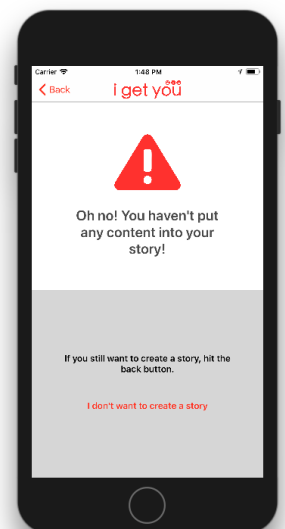 Carrier 1:48 PM
Back i get you
Oh no! You haven't put
any content into your
story!
If you still want to create a story, hit the
back button.
I don't want to create a story